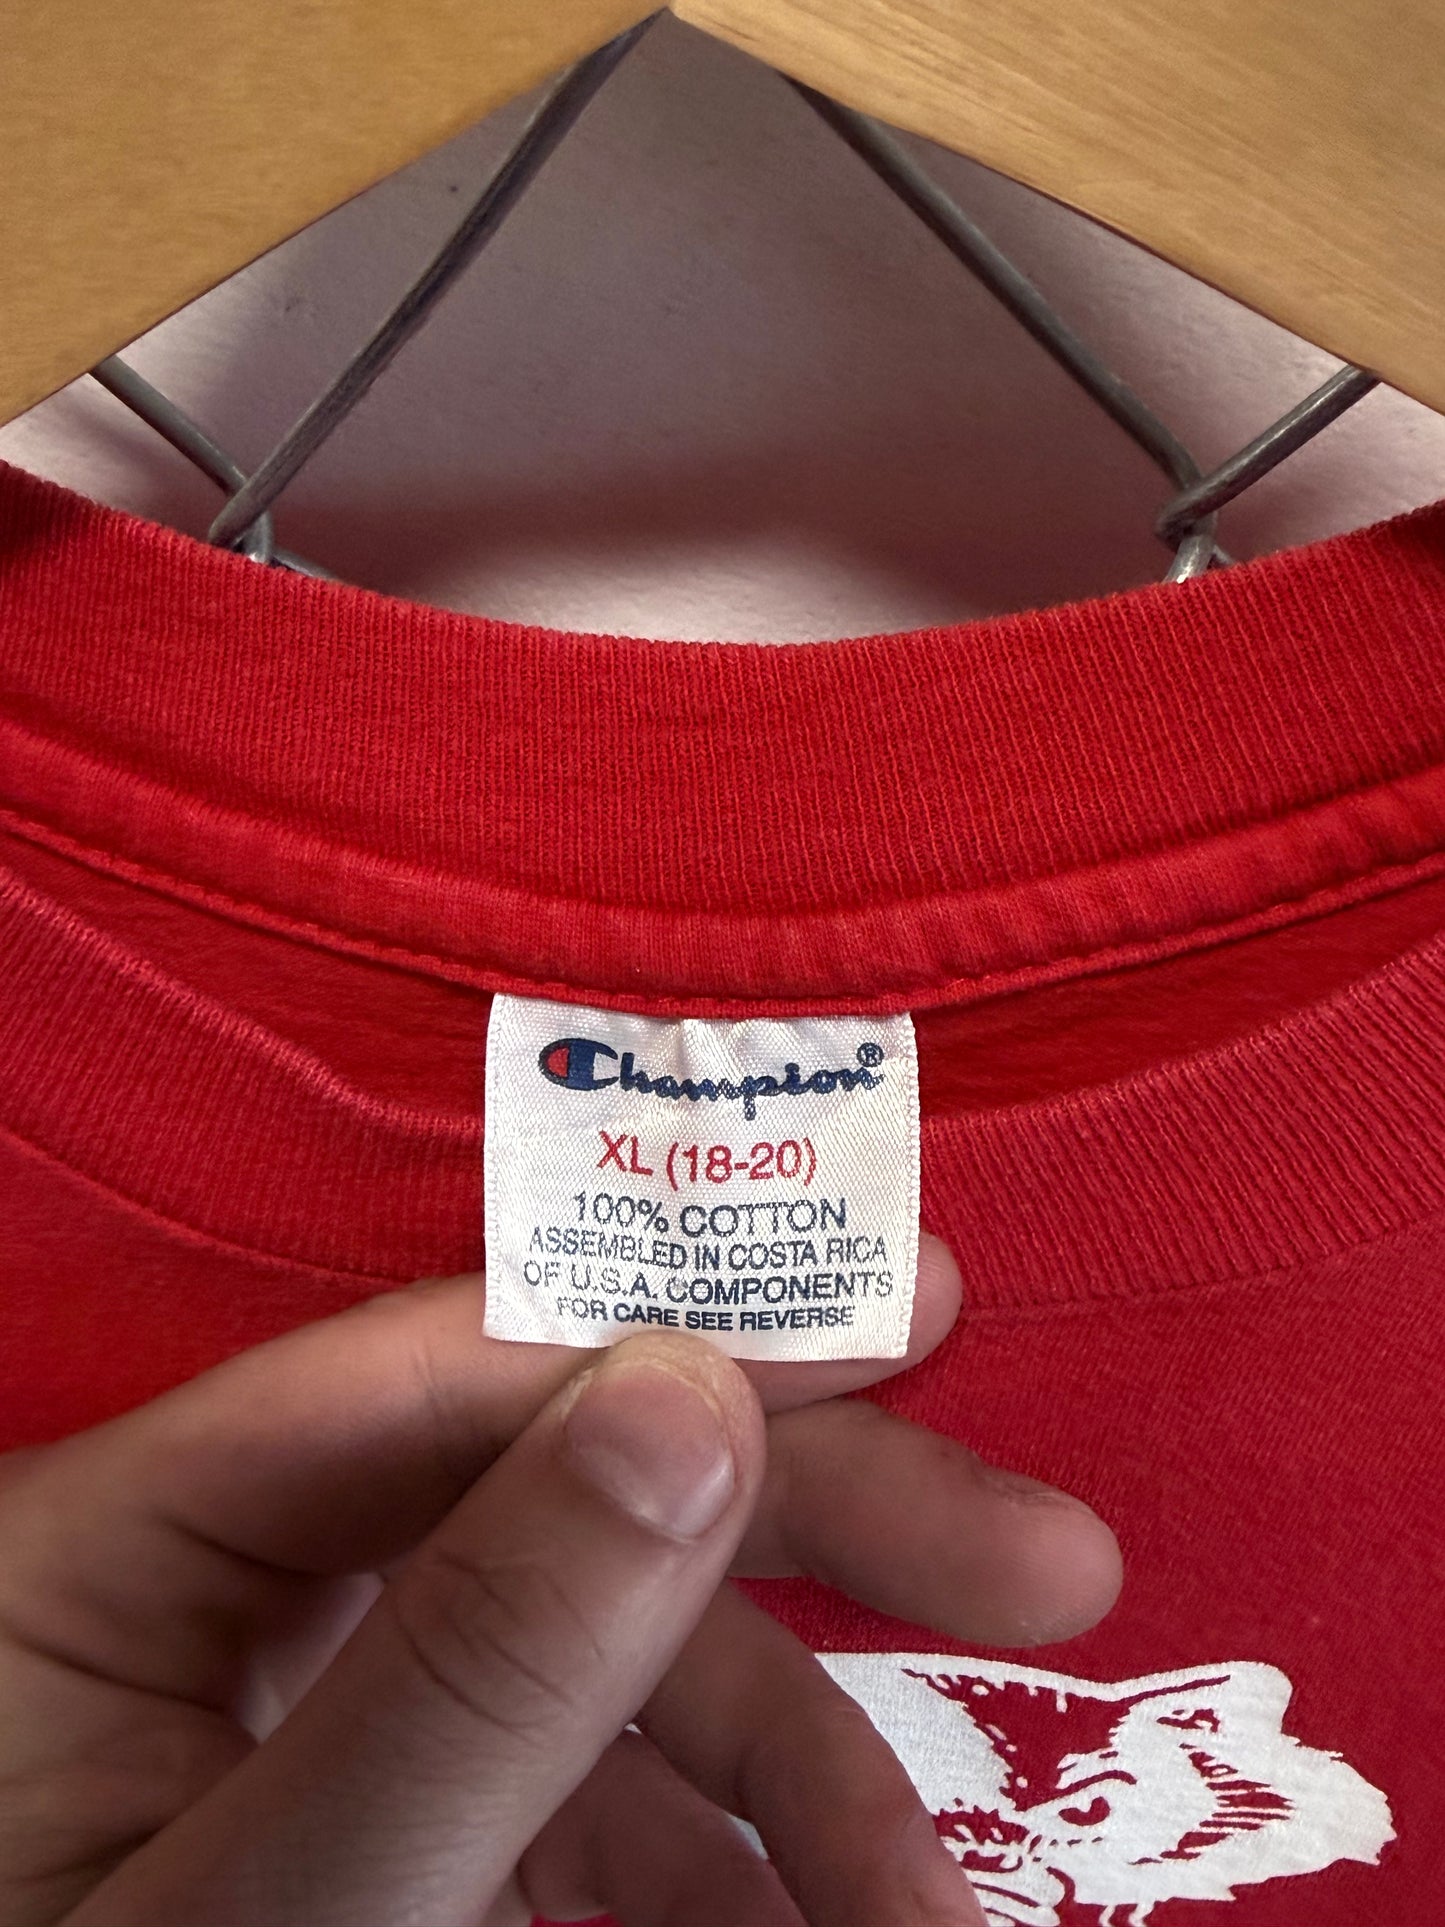 Champion®
XL (18-20)
100% COTTON
ASSEMBLED IN COSTA RICA
OF U.S.A. COMPONENTS
FOR CARE SEE REVERSE